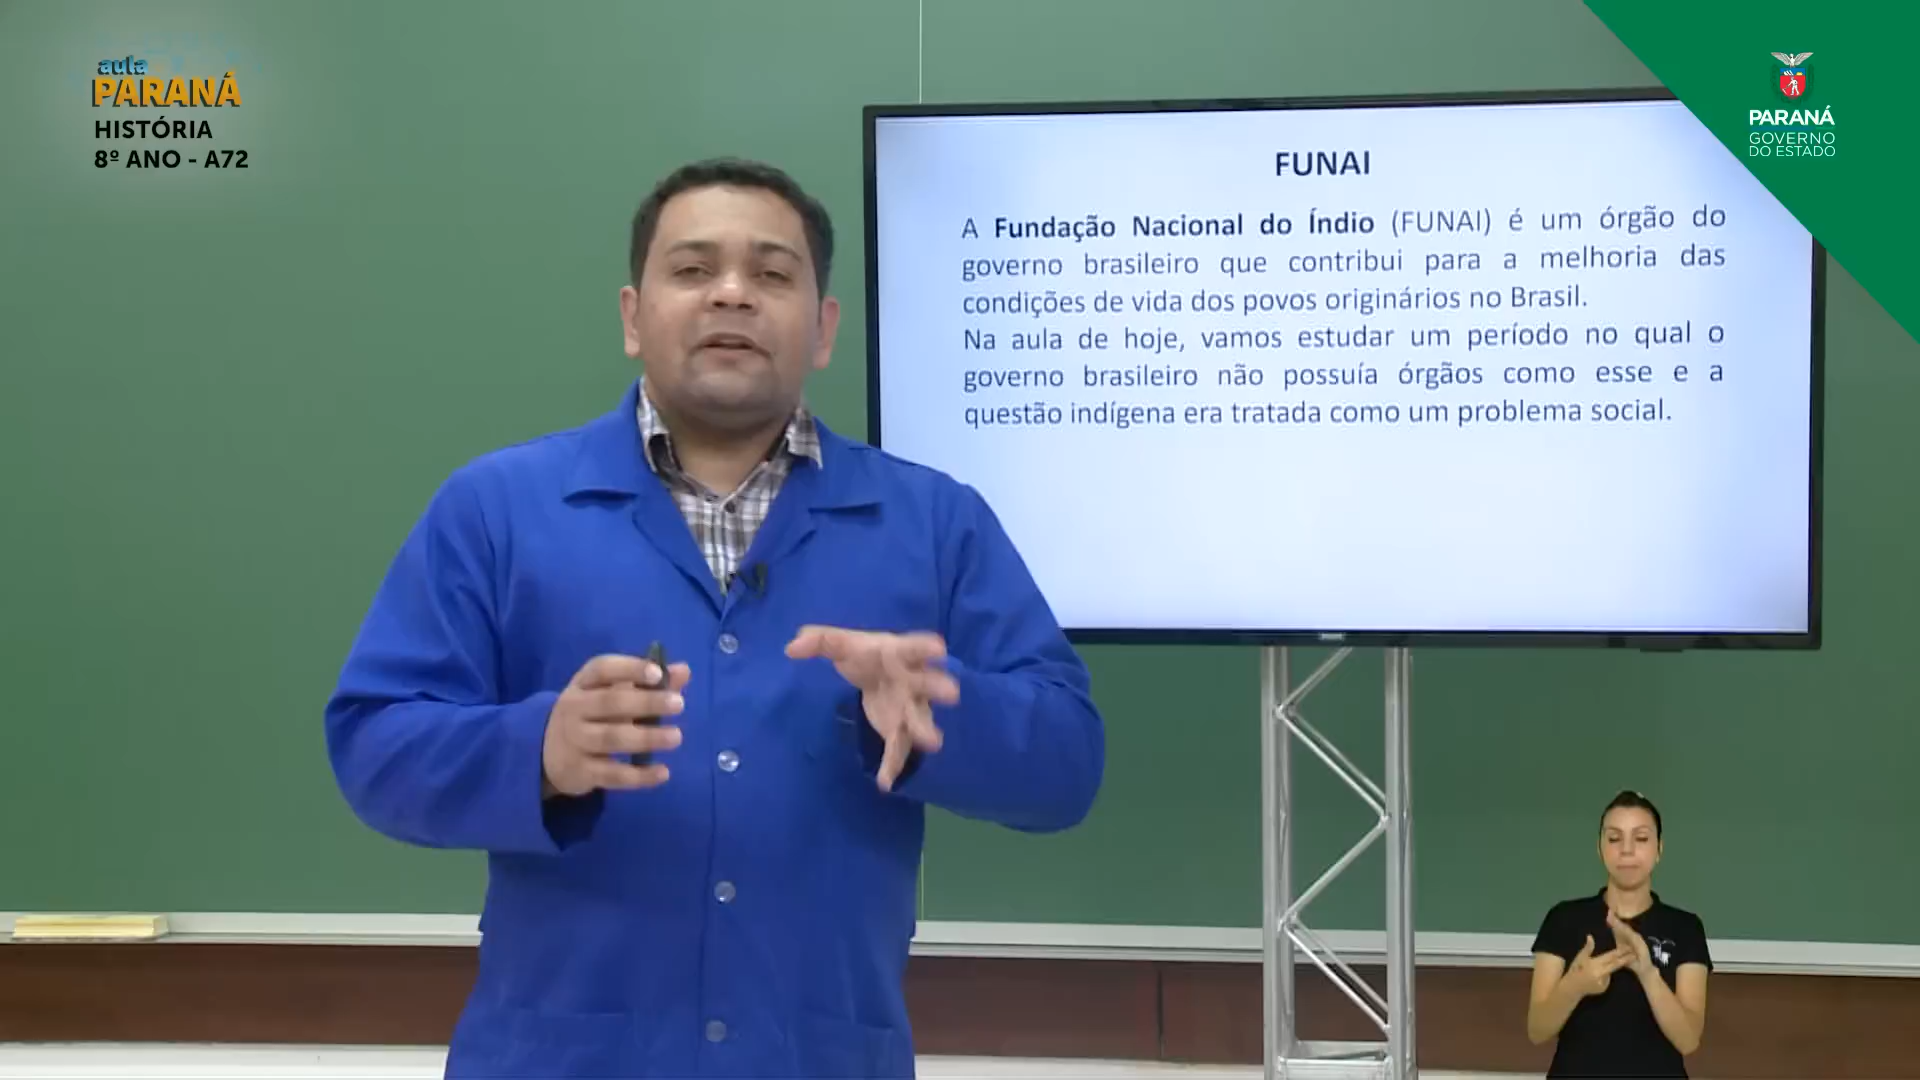 aula
PARANÁ
HISTÓRIA
8º ANO - A72
FUNAI
A Fundação Nacional do Índio (FUNAI) é um órgão do
governo brasileiro que contribui para a melhoria das
condições de vida dos povos originários no Brasil.
Na aula de hoje, vamos estudar um período no qual o
governo brasileiro não possuía órgãos como esse e a
questão indígena era tratada como um problema social.
PARANÁ
GOVERNO
DO ESTADO